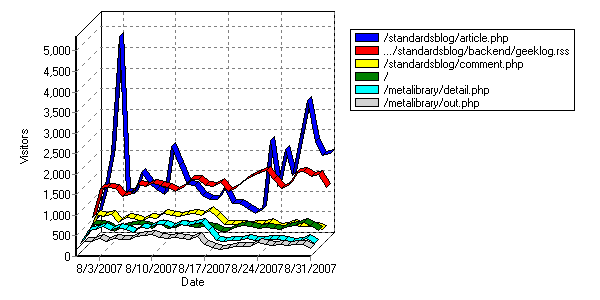 5,000
4,500
4,000
3,500
3,000
2,500
2,000
1,500
1,000
500
0
Visitors
8/3/2007 8/10/2007 8/17/2007 8/24/2007 8/31/2007
Date
/standardsblog/article.php
.../standardsblog/backend/geeklog.rss
/standardsblog/comment.php
/
/metalibrary/detail.php
/metalibrary/out.php